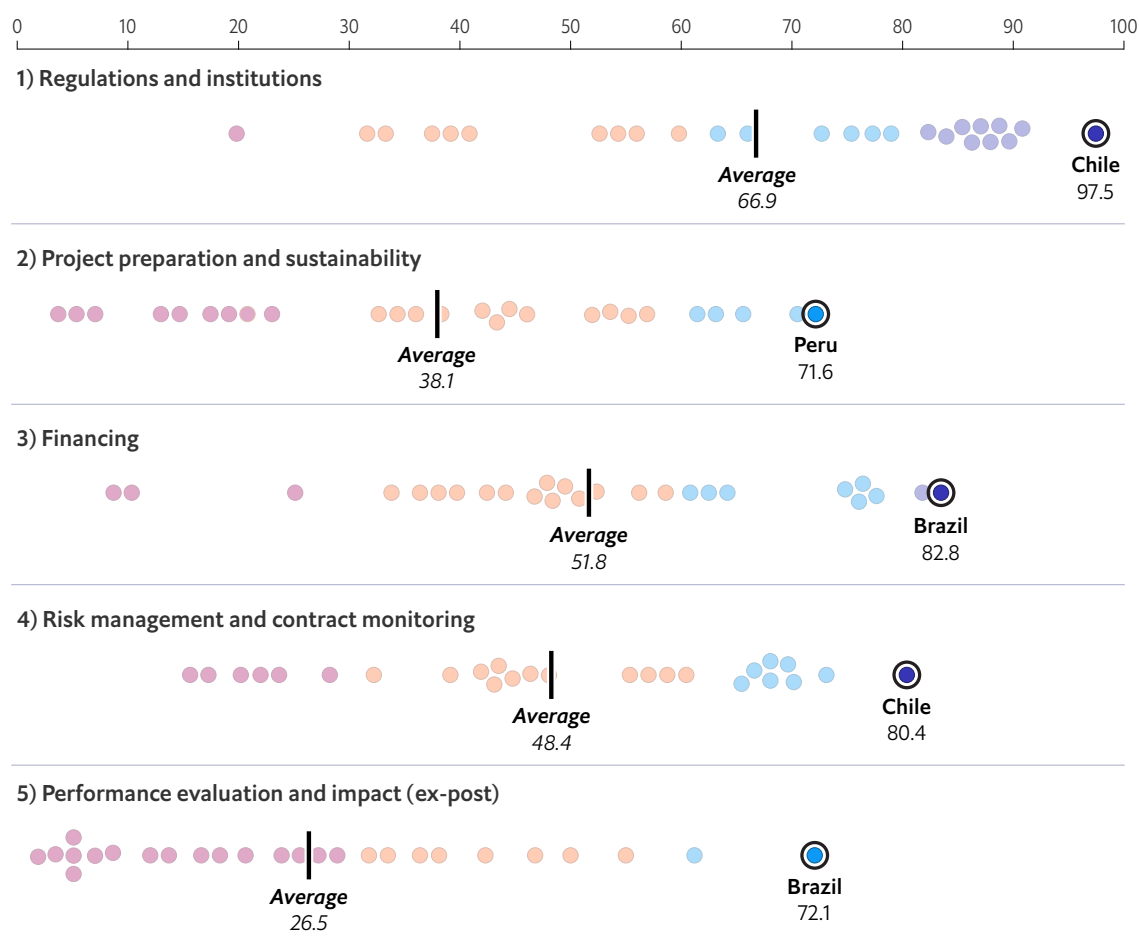 0 10 20 30 40 50 60 70 80 90 100
1) Regulations and institutions
Average
66.9
Chile
97.5
2) Project preparation and sustainability
Average
38.1
Peru
71.6
3) Financing
Average
51.8
Brazil
82.8
4) Risk management and contract monitoring
Average
48.4
Chile
80.4
5) Performance evaluation and impact (ex-post)
Average
26.5
Brazil
72.1